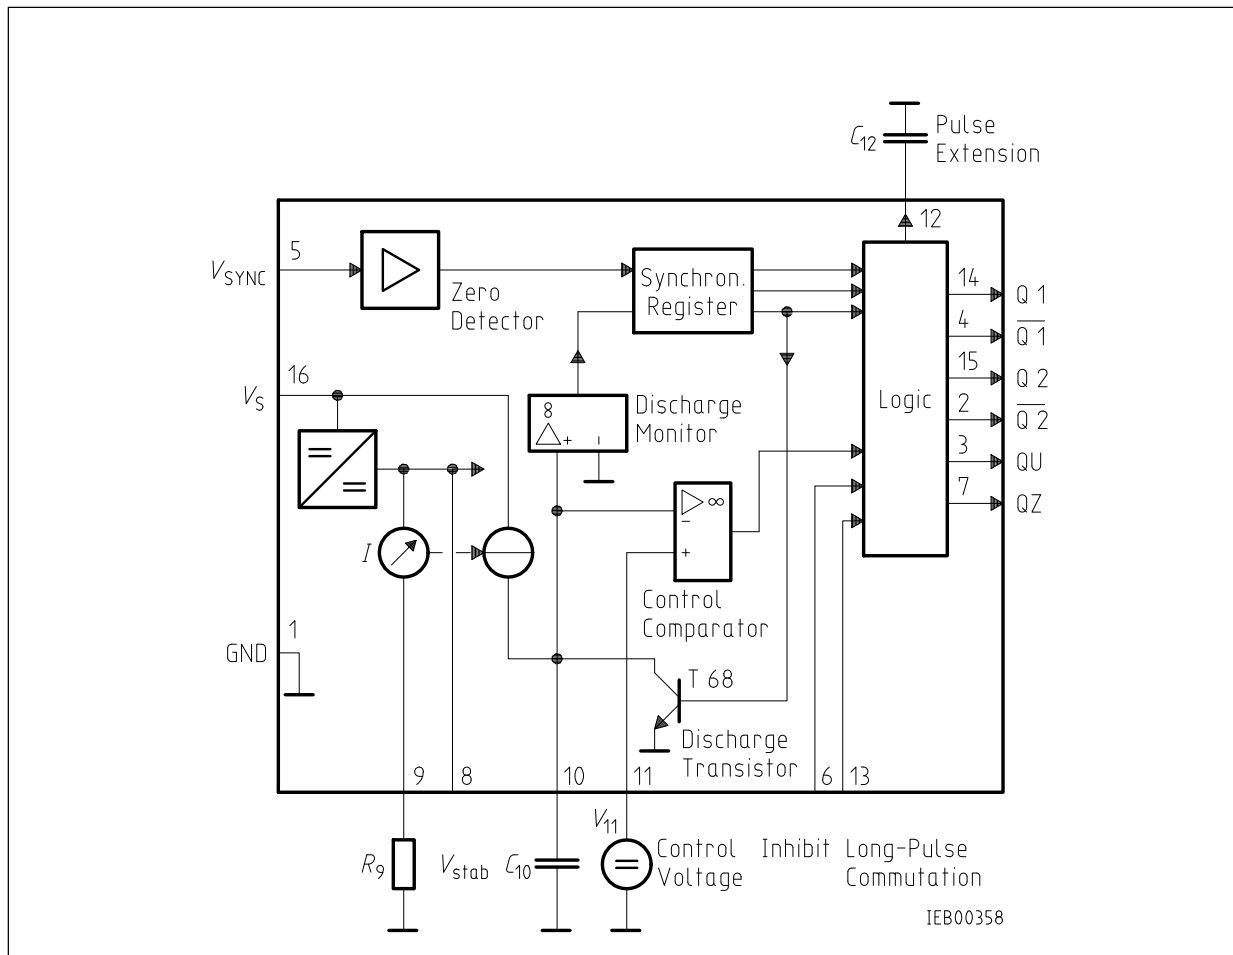 C12
Pulse
Extension
12
5
VSYNC
Zero
Detector
Synchron.
Register
14
Q 1
4
Q̅1̅
15
Q 2
2
Q̅2̅
3
QU
7
QZ
Logic
16
VS
8
+
-
Discharge
Monitor
∞
-
+
Control
Comparator
I
1
GND
T 68
Discharge
Transistor
9
8
10
11
6
13
R9
Vstab
C10
V11
Control
Voltage
Inhibit
Long-Pulse
Commutation
IEB00358